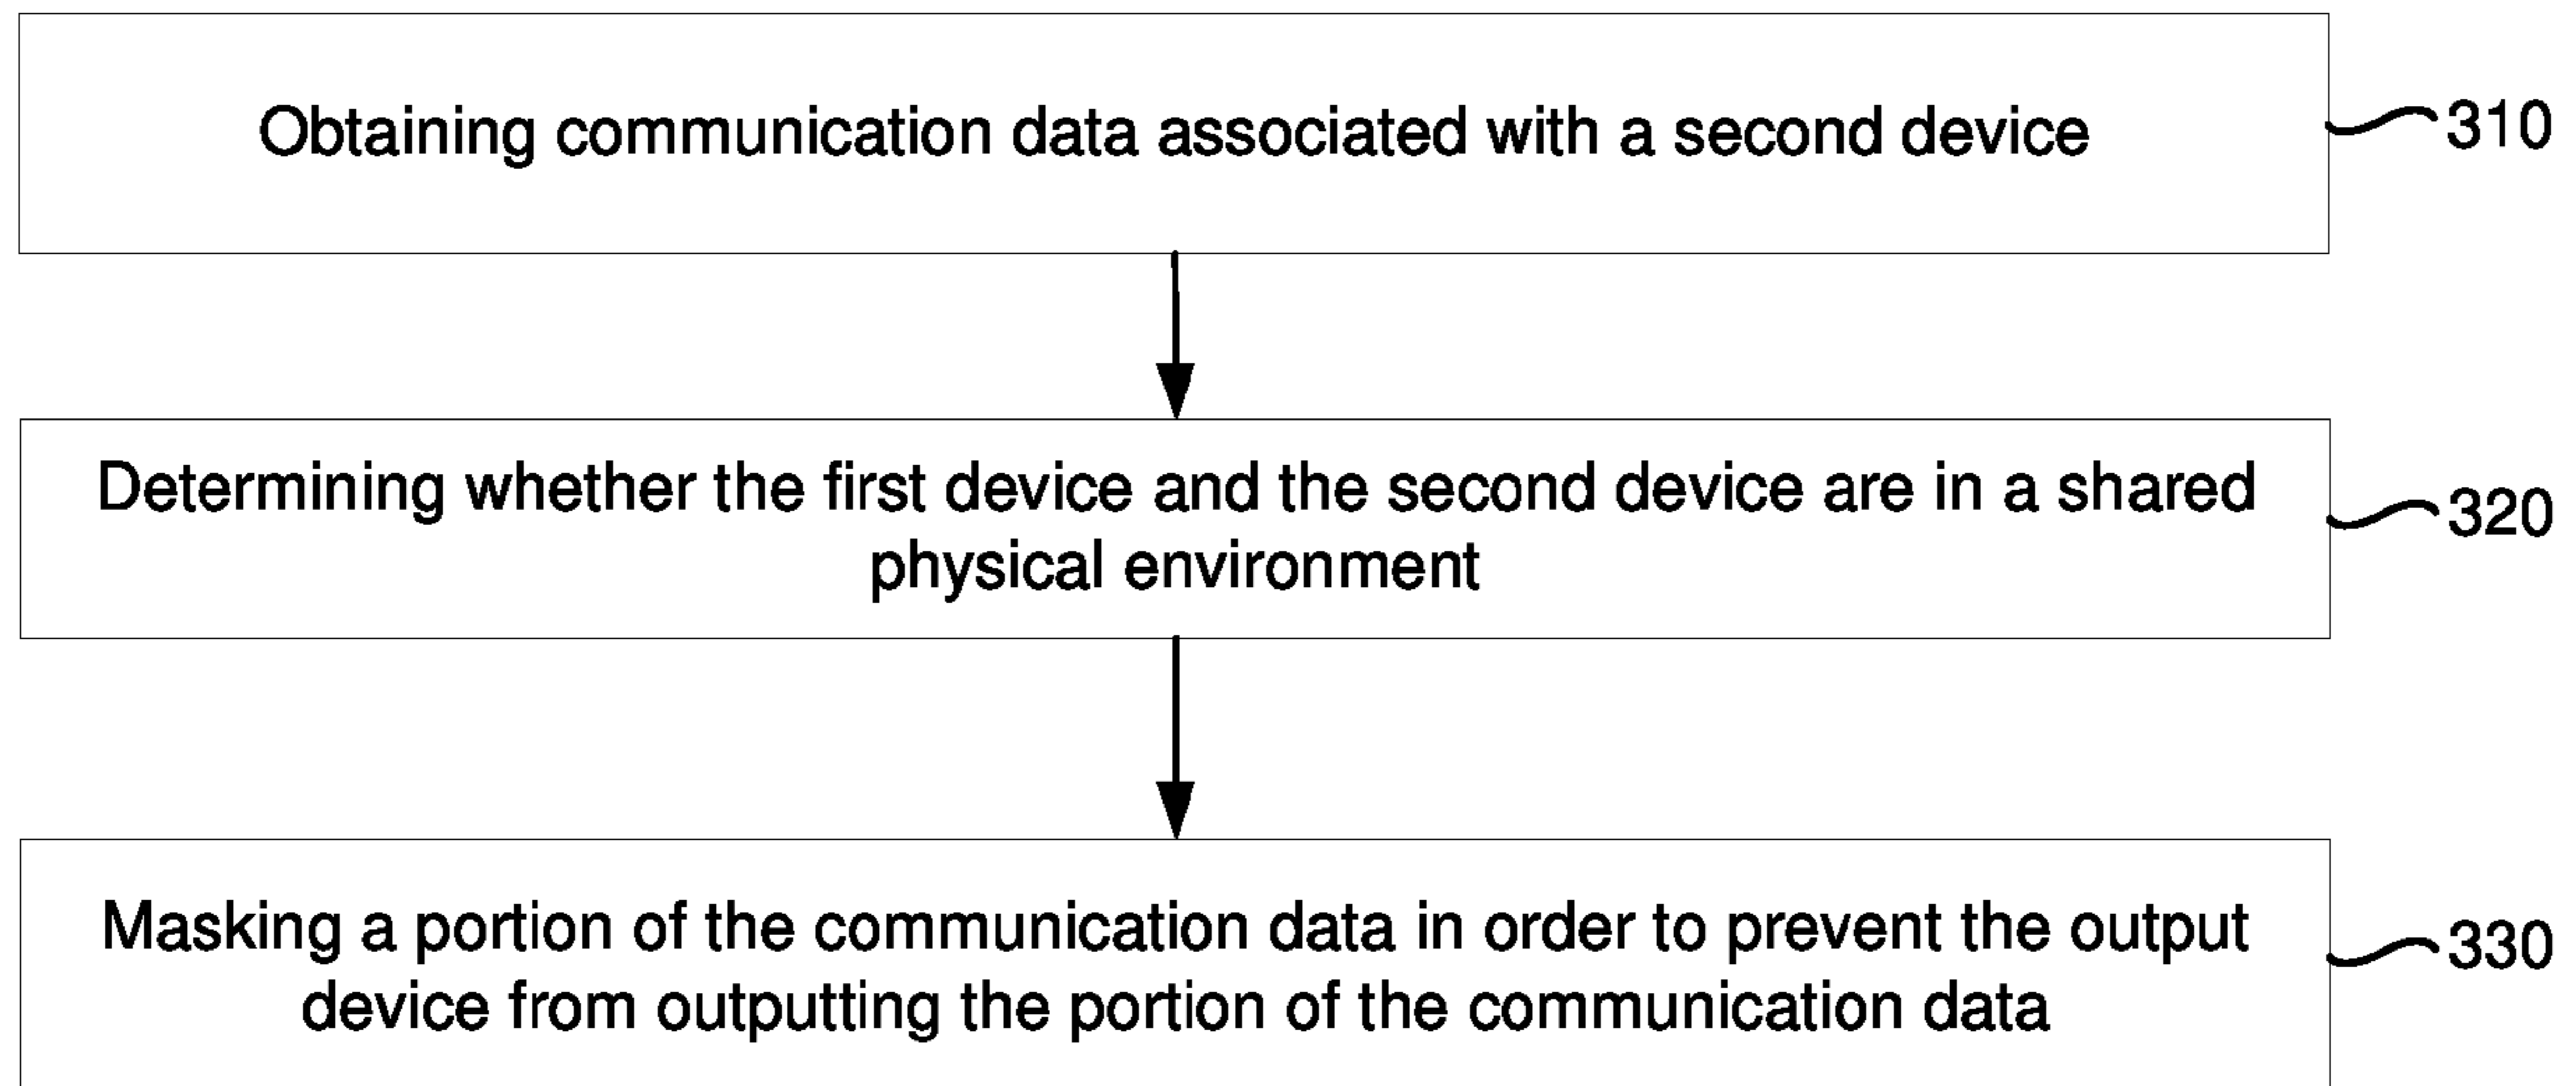 Obtaining communication data associated with a second device
310
Determining whether the first device and the second device are in a shared
physical environment
320
Masking a portion of the communication data in order to prevent the output
device from outputting the portion of the communication data
330